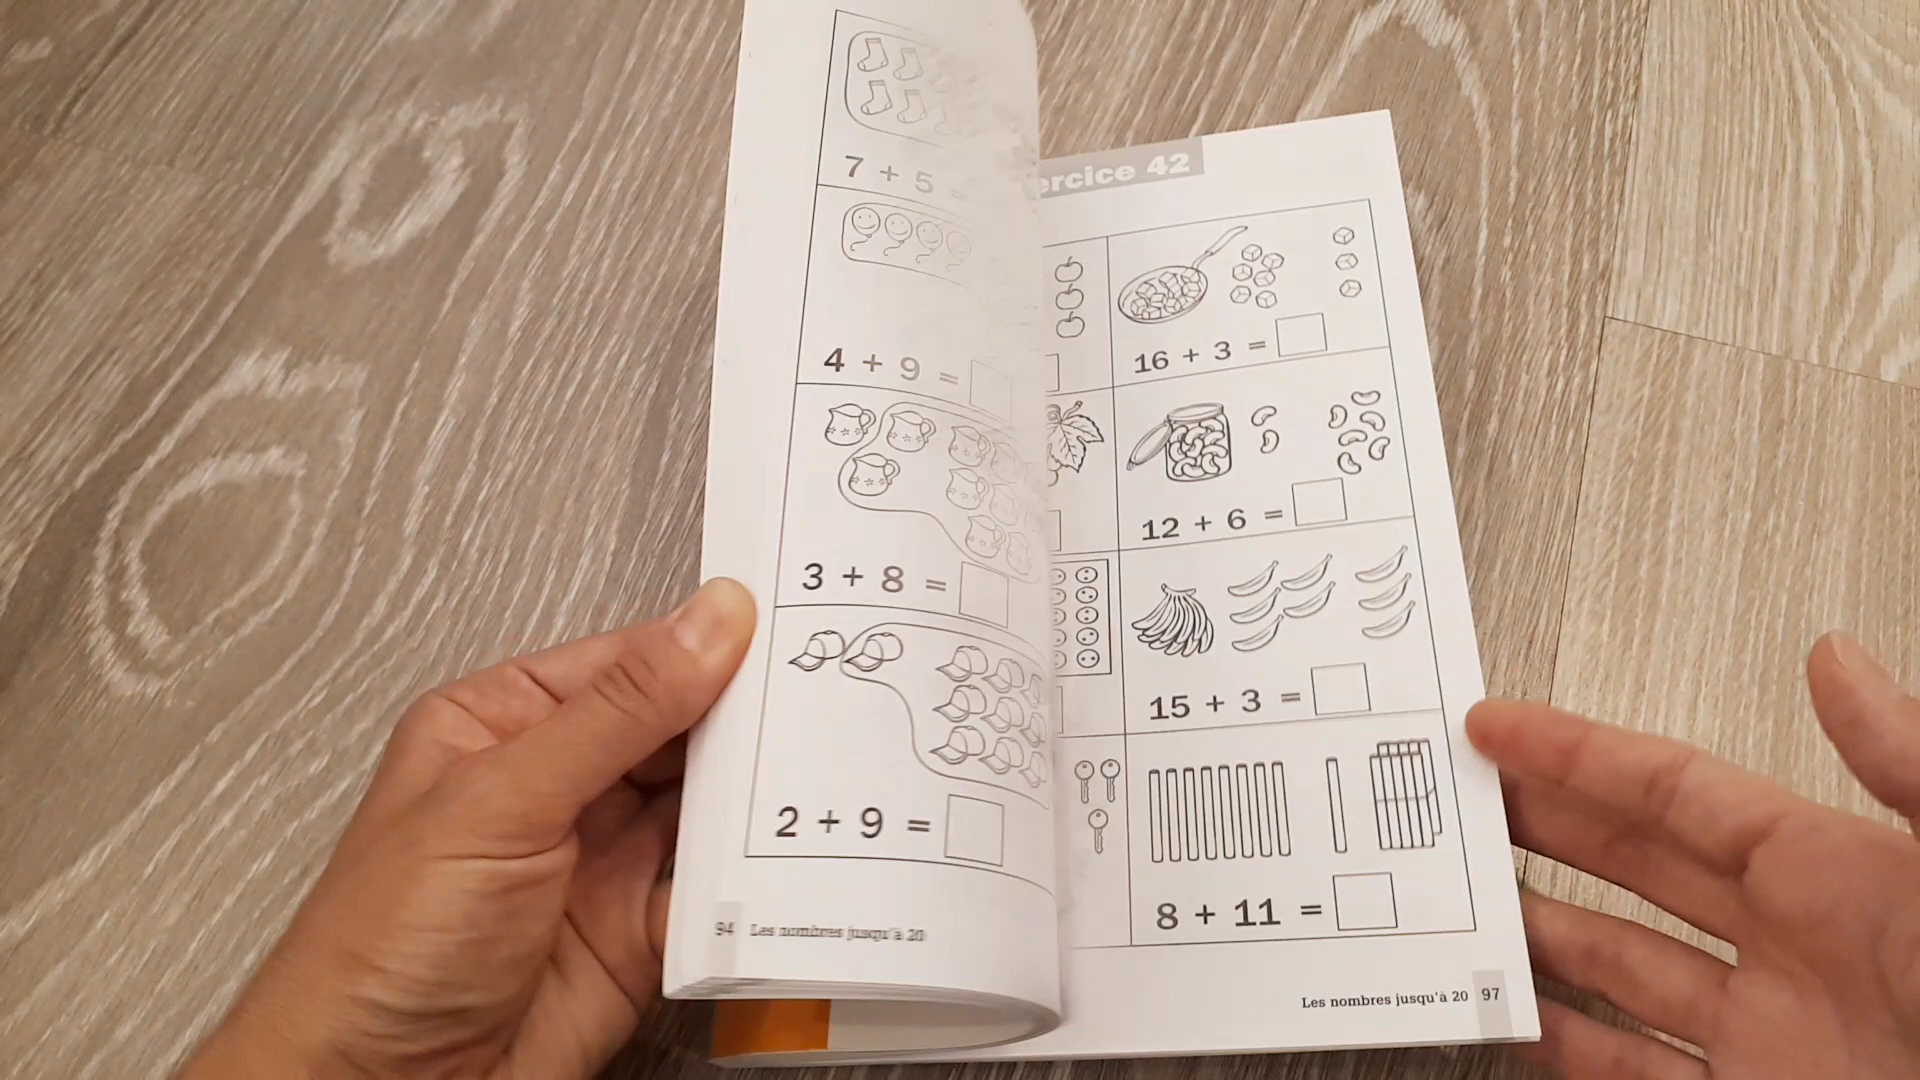 7 + 5
4 + 9 =
3 + 8 =
2 + 9 =
94 Les nombres jusqu'à 20
ercice 42
16 + 3 =
12 + 6 =
15 + 3 =
8 + 11 =
Les nombres jusqu'à 20 97